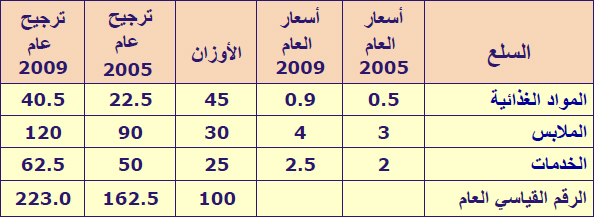 السلع أسعار العام 2005 أسعار العام 2009 الأوزان ترجيح عام 2005 ترجيح عام 2009
المواد الغذائية 0.5 0.9 45 22.5 40.5
الملابس 3 4 30 90 120
الخدمات 2 2.5 25 50 62.5
الرقم القياسي العام 100 162.5 223.0